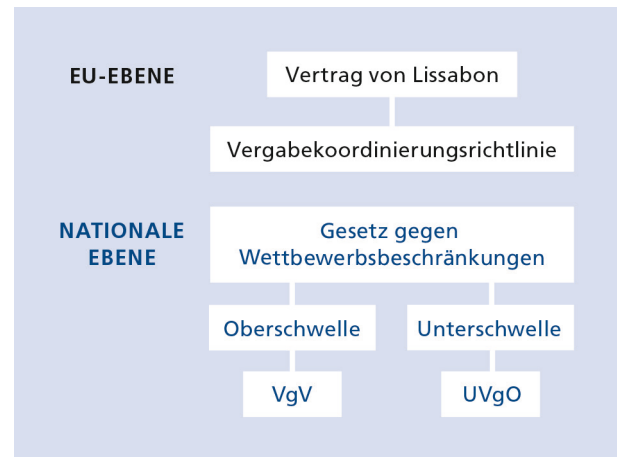 EU-EBENE
Vertrag von Lissabon
Vergabekoordinierungsrichtlinie
NATIONALE
EBENE
Gesetz gegen
Wettbewerbsbeschränkungen
Oberschwelle
Unterschwelle
VgV
UVgO